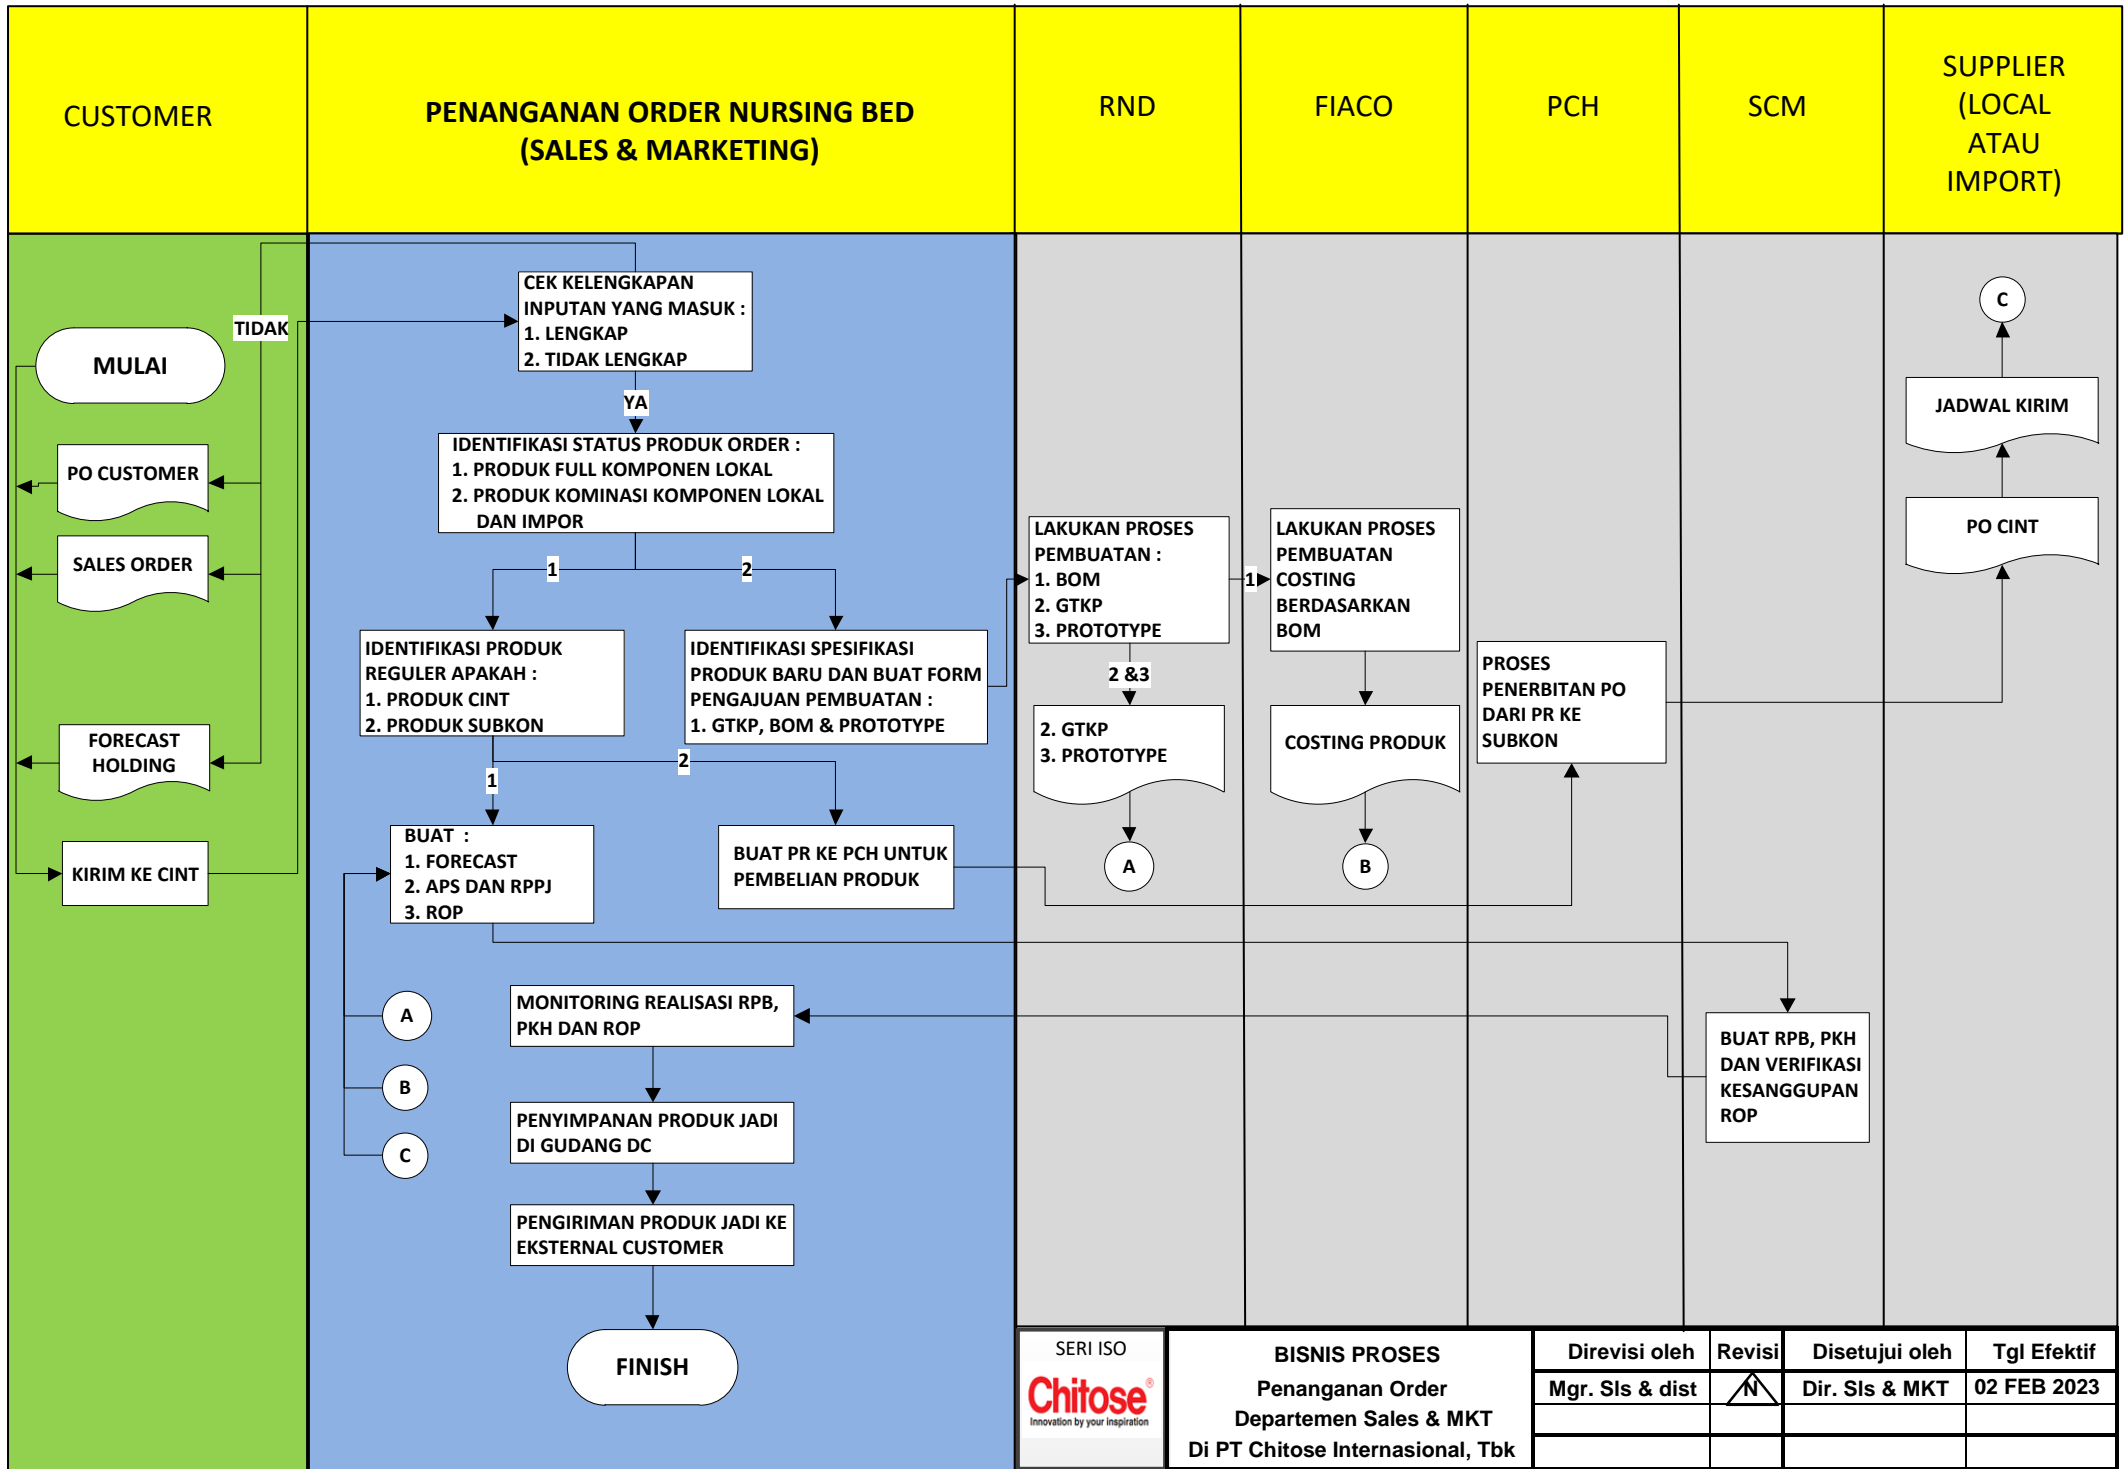 CUSTOMER
PENANGANAN ORDER NURSING BED
(SALES & MARKETING)
RND
FIACO
PCH
SCM
SUPPLIER
(LOCAL
ATAU
IMPORT)
MULAI
TIDAK
PO CUSTOMER
SALES ORDER
FORECAST
HOLDING
KIRIM KE CINT
CEK KELENGKAPAN
INPUTAN YANG MASUK :
1. LENGKAP
2. TIDAK LENGKAP
YA
IDENTIFIKASI STATUS PRODUK ORDER :
1. PRODUK FULL KOMPONEN LOKAL
2. PRODUK KOMINASI KOMPONEN LOKAL
DAN IMPOR
1
2
IDENTIFIKASI PRODUK
REGULER APAKAH :
1. PRODUK CINT
2. PRODUK SUBKON
IDENTIFIKASI SPESIFIKASI
PRODUK BARU DAN BUAT FORM
PENGAJUAN PEMBUATAN :
1. GTKP, BOM & PROTOTYPE
1
2
BUAT :
1. FORECAST
2. APS DAN RPPJ
3. ROP
BUAT PR KE PCH UNTUK
PEMBELIAN PRODUK
A
B
C
MONITORING REALISASI RPB,
PKH DAN ROP
PENYIMPANAN PRODUK JADI
DI GUDANG DC
PENGIRIMAN PRODUK JADI KE
EKSTERNAL CUSTOMER
FINISH
LAKUKAN PROSES
PEMBUATAN :
1. BOM
2. GTKP
3. PROTOTYPE
1
2 &3
2. GTKP
3. PROTOTYPE
A
LAKUKAN PROSES
PEMBUATAN
COSTING
BERDASARKAN
BOM
COSTING PRODUK
B
PROSES
PENERBITAN PO
DARI PR KE
SUBKON
BUAT RPB, PKH
DAN VERIFIKASI
KESANGGUPAN
ROP
C
JADWAL KIRIM
PO CINT
SERI ISO
Chitose®
Innovation by your inspiration
BISNIS PROSES
Penanganan Order
Departemen Sales & MKT
Di PT Chitose Internasional, Tbk
Direvisi oleh
Revisi
Disetujui oleh
Tgl Efektif
Mgr. Sls & dist
N
Dir. Sls & MKT
02 FEB 2023